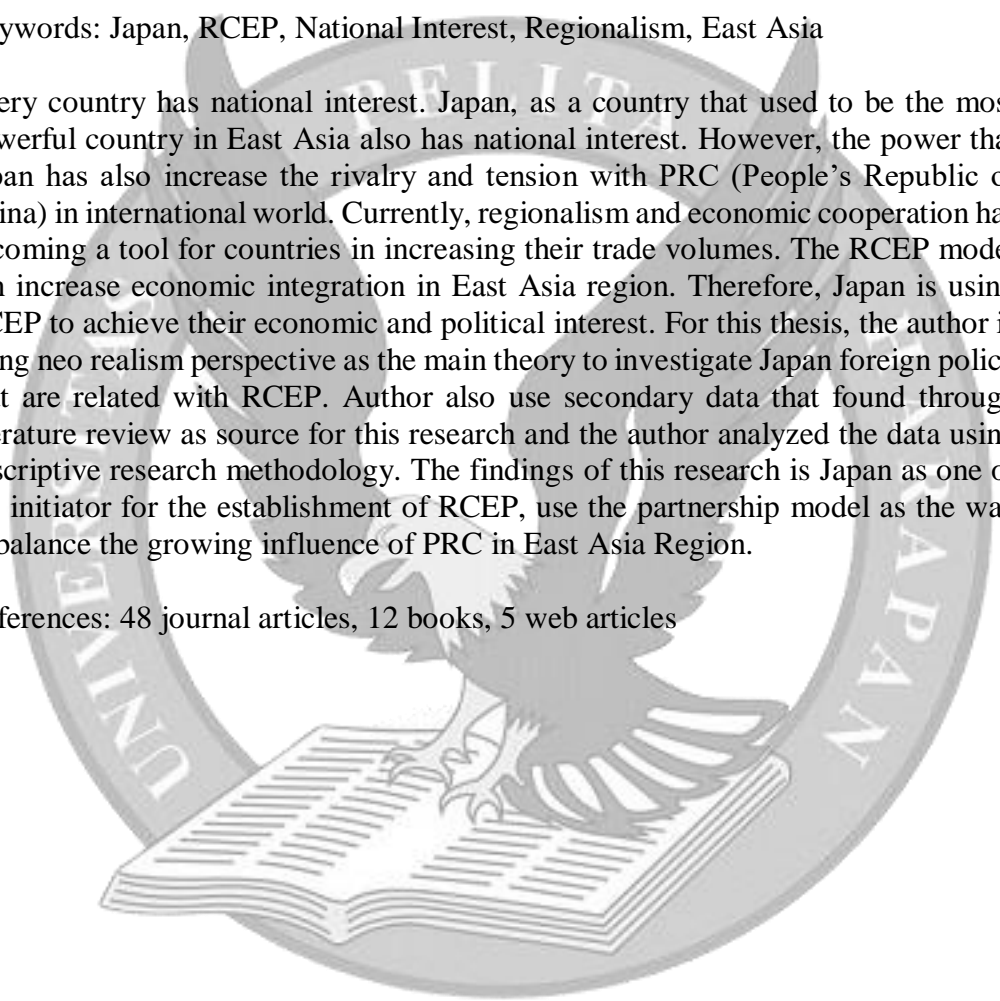 ywords: Japan, RCEP, National Interest, Regionalism, East Asia
ery country has national interest. Japan, as a country that used to be the mos
werful country in East Asia also has national interest. However, the power tha
pan has also increase the rivalry and tension with PRC (People’s Republic o
ina) in international world. Currently, regionalism and economic cooperation ha
coming a tool for countries in increasing their trade volumes. The RCEP mode
n increase economic integration in East Asia region. Therefore, Japan is usin
CEP to achieve their economic and political interest. For this thesis, the author i
ing neo realism perspective as the main theory to investigate Japan foreign polic
t are related with RCEP. Author also use secondary data that found throug
erature review as source for this research and the author analyzed the data usin
scriptive research methodology. The findings of this research is Japan as one o
initiator for the establishment of RCEP, use the partnership model as the wa
balance the growing influence of PRC in East Asia Region.
ferences: 48 journal articles, 12 books, 5 web articles
UNIVERSITAS PELITA HARAPAN